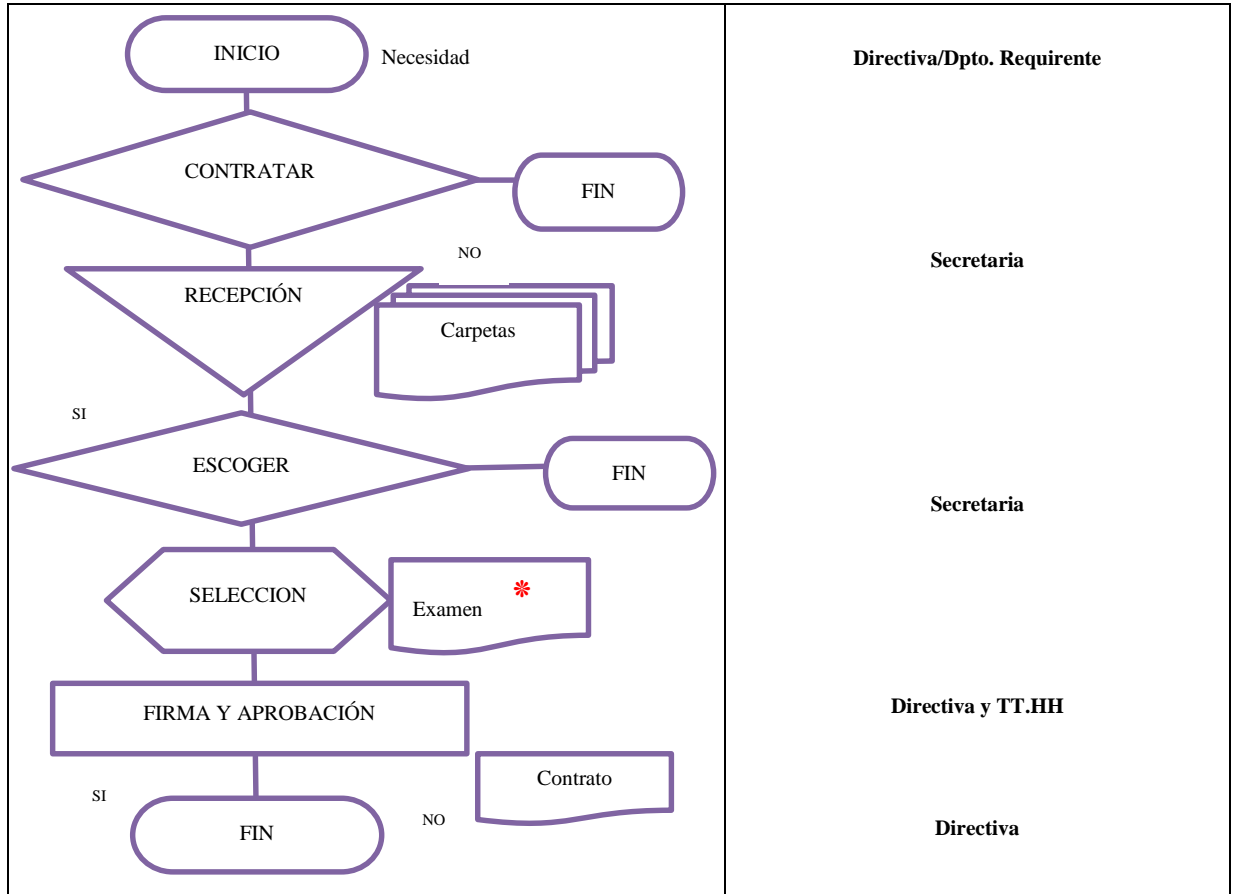 INICIO
Necesidad
Directiva/Dpto. Requirente
CONTRATAR
FIN
NO
Secretaria
RECEPCIÓN
Carpetas
SI
ESCOGER
FIN
Secretaria
SELECCION
Examen
FIRMA Y APROBACIÓN
Directiva y TT.HH
Contrato
SI
NO
FIN
Directiva